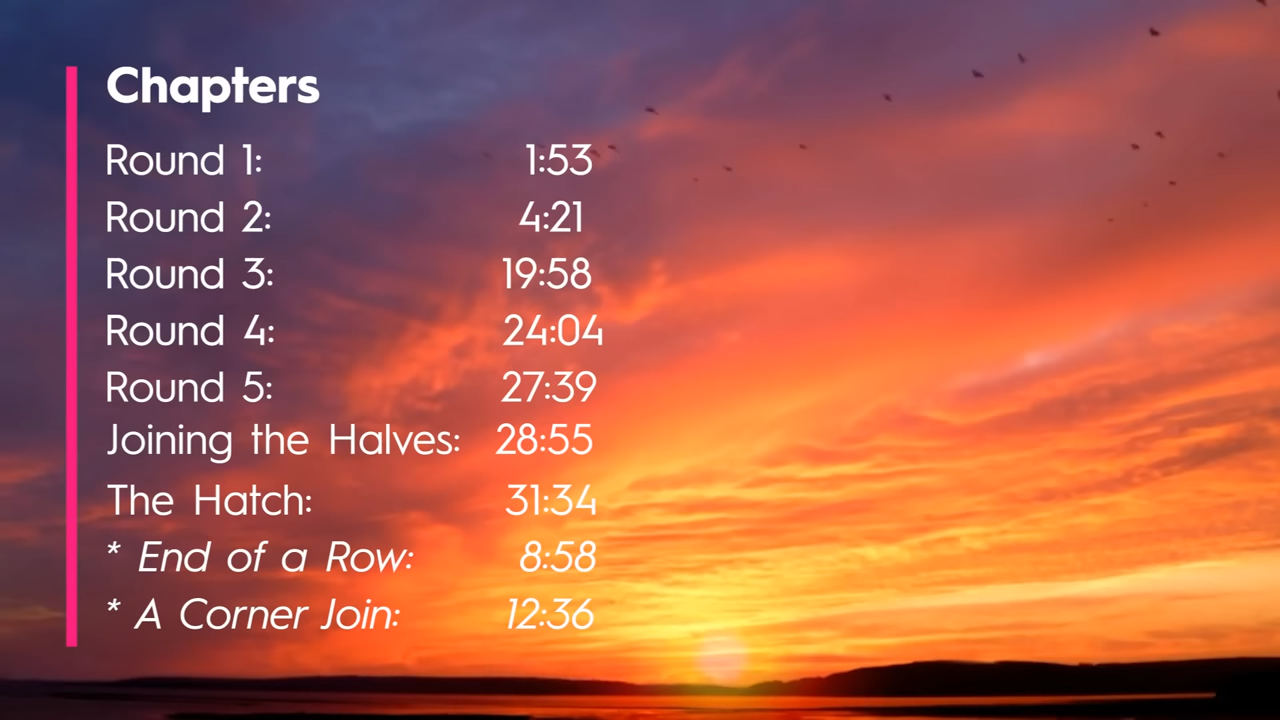 Chapters
Round 1: 1:53
Round 2: 4:21
Round 3: 19:58
Round 4: 24:04
Round 5: 27:39
Joining the Halves: 28:55
The Hatch: 31:34
* End of a Row: 8:58
* A Corner Join: 12:36